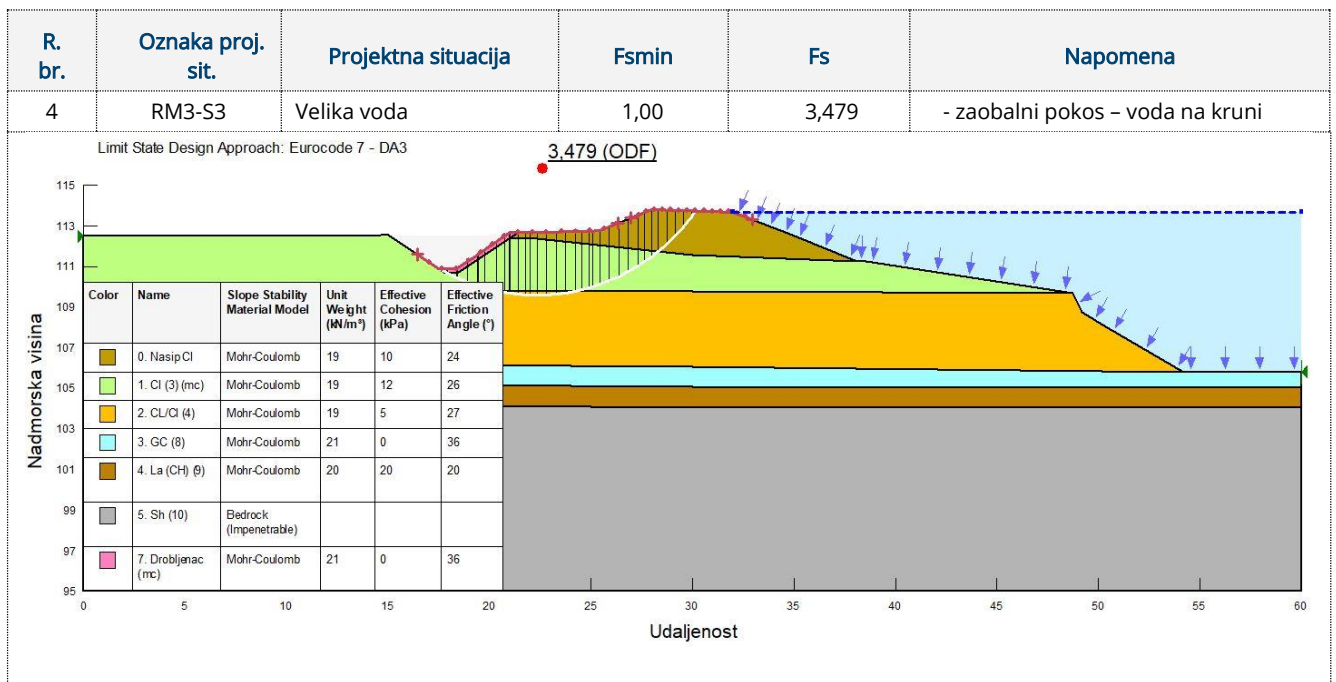 R. br.
Oznaka proj. sit.
Projektna situacija
Fsmin
Fs
Napomena
4
RM3-S3
Velika voda
1,00
3,479
- zaobalni pokos – voda na kruni
Limit State Design Approach: Eurocode 7 - DA3
3,479 (ODF)
115
113
111
109
107
105
103
101
99
97
95
Nadmorska visina
Color
Name
Slope Stability
Material Model
Unit
Weight
(kN/m³)
Effective
Cohesion
(kPa)
Effective
Friction
Angle (°)
0. Nasip CI
Mohr-Coulomb
19
10
24
1. CI (3) (mc)
Mohr-Coulomb
19
12
26
2. CL/CI (4)
Mohr-Coulomb
19
5
27
3. GC (8)
Mohr-Coulomb
21
0
36
4. La (CH) (9)
Mohr-Coulomb
20
20
20
5. Sh (10)
Bedrock
(Impenetrable)
7. Drobljenac
(mc)
Mohr-Coulomb
21
0
36
0
5
10
15
20
25
30
35
40
45
50
55
60
Udaljenost